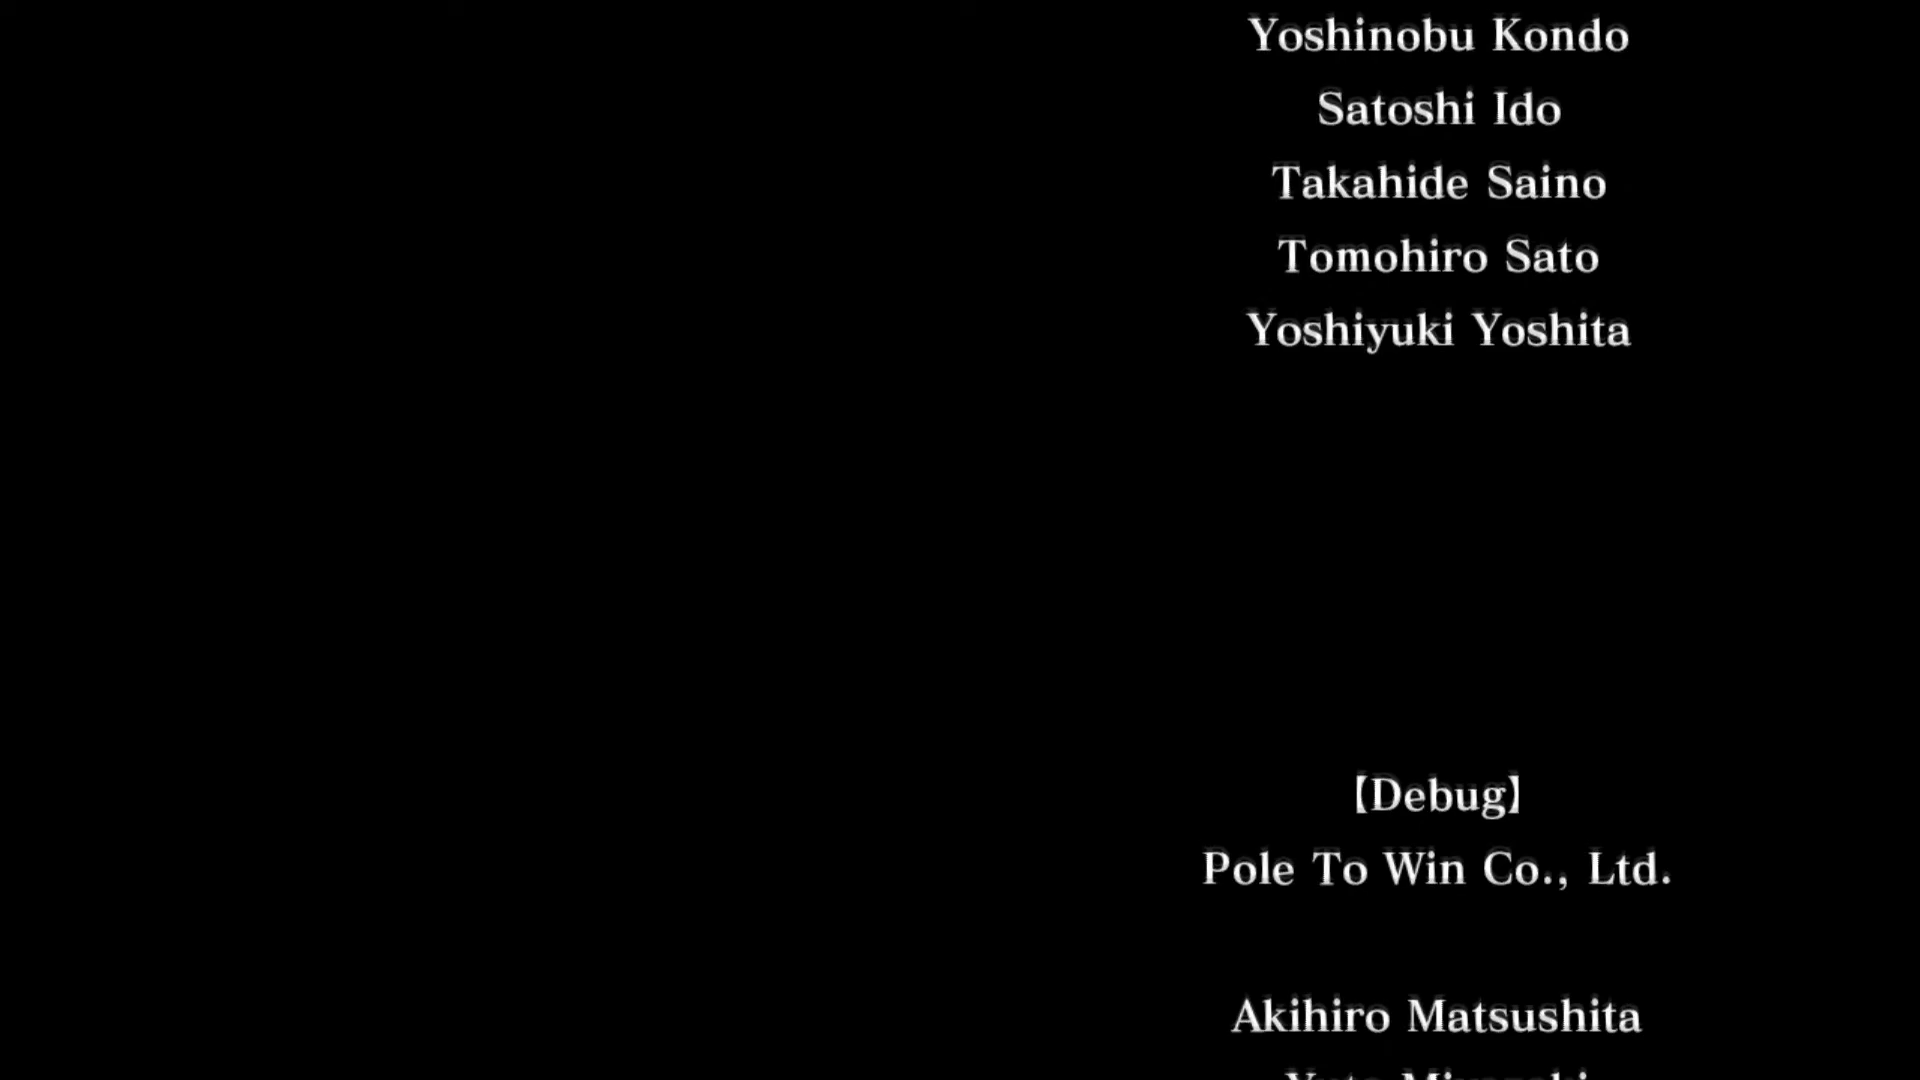 Yoshinobu Kondo
Satoshi Ido
Takahide Saino
Tomohiro Sato
Yoshiyuki Yoshita
【Debug】
Pole To Win Co., Ltd.
Akihiro Matsushita